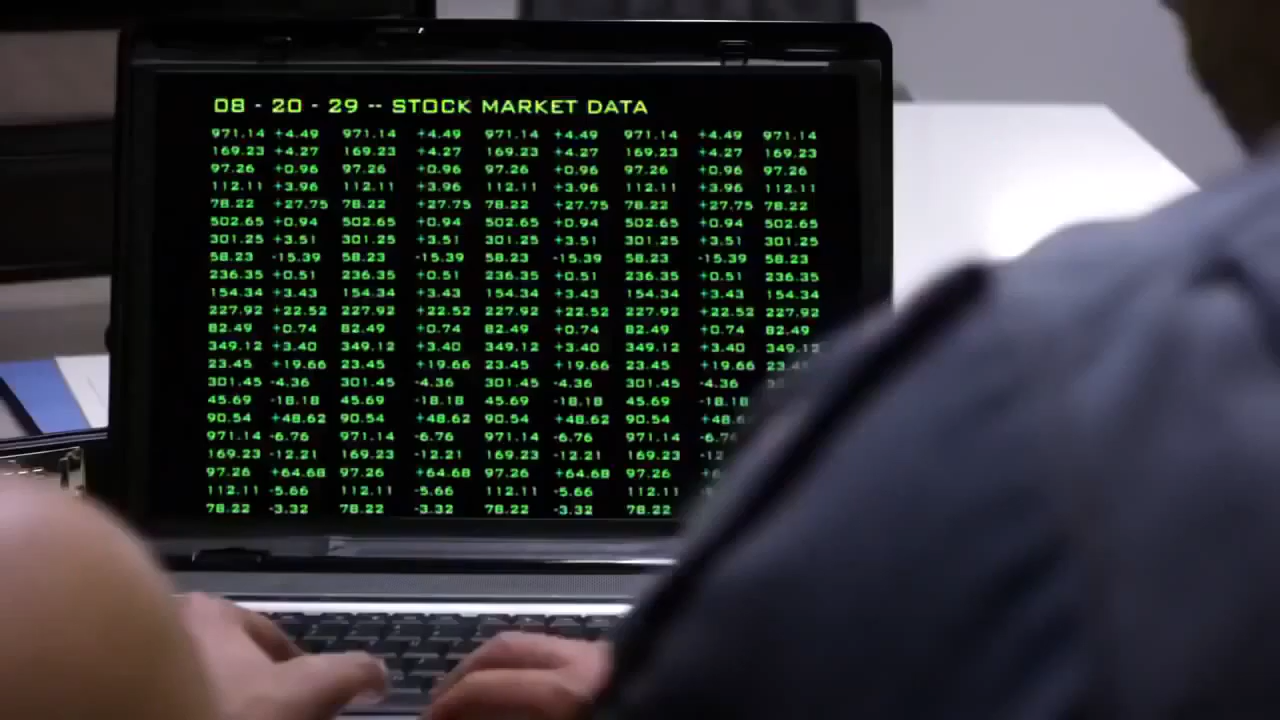 08 - 20 - 29 -- STOCK MARKET DATA
971.14 +4.49 971.14 +4.49 971.14 +4.49 971.14 +4.49 971.14
169.23 +4.27 169.23 +4.27 169.23 +4.27 169.23 +4.27 169.23
97.26 +0.96 97.26 +0.96 97.26 +0.96 97.26 +0.96 97.26
112.11 +3.96 112.11 +3.96 112.11 +3.96 112.11 +3.96 112.11
78.22 +27.75 78.22 +27.75 78.22 +27.75 78.22 +27.75 78.22
502.65 +0.94 502.65 +0.94 502.65 +0.94 502.65 +0.94 502.65
301.25 +3.51 301.25 +3.51 301.25 +3.51 301.25 +3.51 301.25
58.23 -15.39 58.23 -15.39 58.23 -15.39 58.23 -15.39 58.23
236.35 +0.51 236.35 +0.51 236.35 +0.51 236.35 +0.51 236.35
154.34 +3.43 154.34 +3.43 154.34 +3.43 154.34 +3.43 154.34
227.92 +22.52 227.92 +22.52 227.92 +22.52 227.92 +22.52 227.92
82.49 +0.74 82.49 +0.74 82.49 +0.74 82.49 +0.74 82.49
349.12 +3.40 349.12 +3.40 349.12 +3.40 349.12 +3.40 349.12
23.45 +19.66 23.45 +19.66 23.45 +19.66 23.45 +19.66
301.45 -4.36 301.45 -4.36 301.45 -4.36 301.45 -4.36
45.69 -18.18 45.69 -18.18 45.69 -18.18 45.69 -18.18
90.54 +48.62 90.54 +48.62 90.54 +48.62 90.54
971.14 -6.76 971.14 -6.76 971.14 -6.76 971.14
169.23 -12.21 169.23 -12.21 169.23 -12.21 169.23
97.26 +64.68 97.26 +64.68 97.26 +64.68 97.26
112.11 -5.66 112.11 -5.66 112.11 -5.66 112.11
78.22 -3.32 78.22 -3.32 78.22 -3.32 78.22